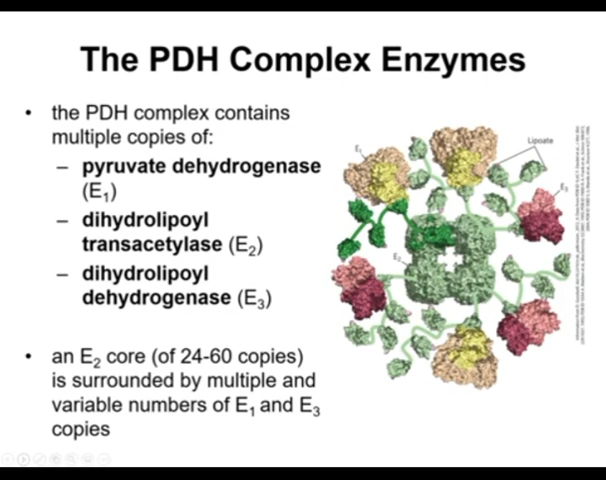 The PDH Complex Enzymes
• the PDH complex contains
multiple copies of:
– pyruvate dehydrogenase
(E₁)
– dihydrolipoyl
transacetylase (E₂)
– dihydrolipoyl
dehydrogenase (E₃)
• an E₂ core (of 24-60 copies)
is surrounded by multiple and
variable numbers of E₁ and E₃
copies
Lipoate
E₁
E₃
E₂